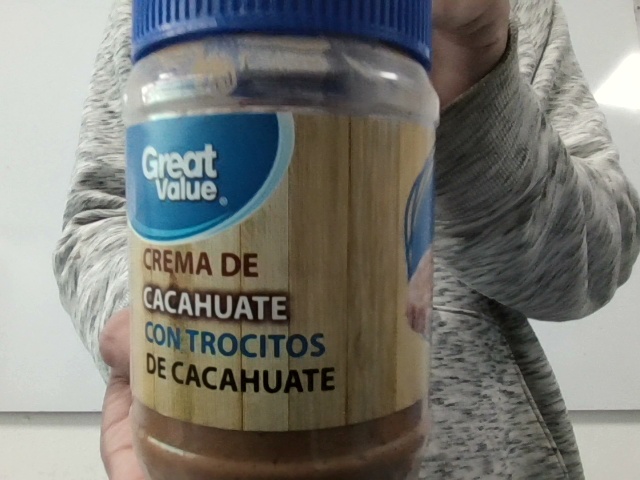 Great
Value®
CREMA DE
CACAHUATE
CON TROCITOS
DE CACAHUATE